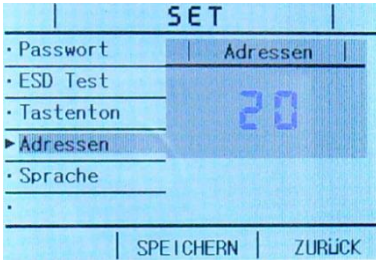 SET
Passwort
ESD Test
Tastenton
Adressen
Sprache
Adressen
20
SPEICHERN
ZURÜCK